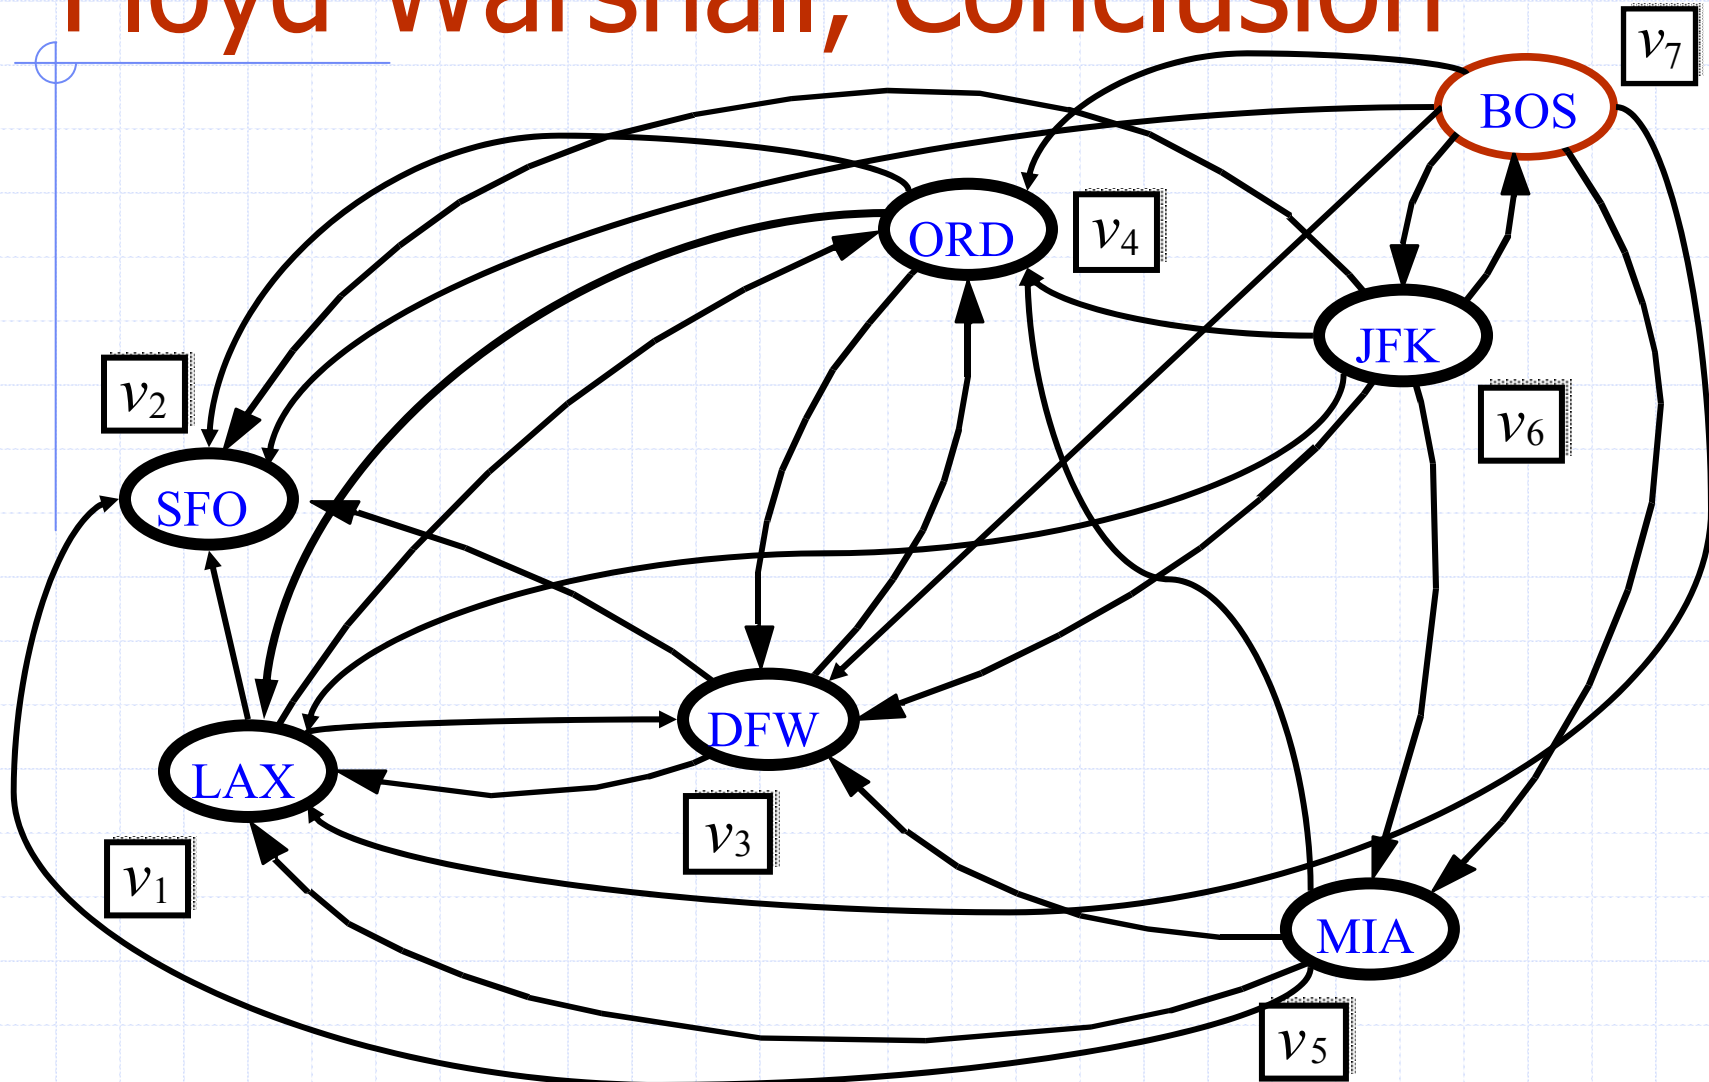 Floyd Warshall, Conclusion
v7
BOS
ORD
v4
JFK
v2
v6
SFO
DFW
LAX
v3
v1
MIA
v5